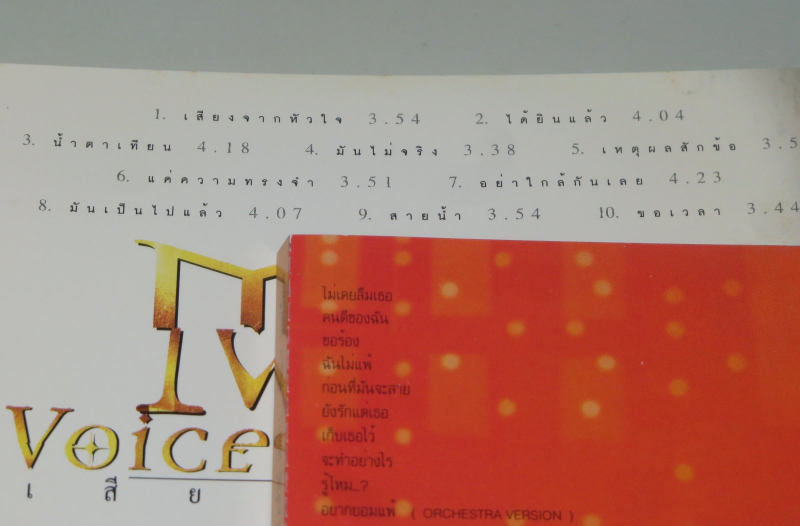 1. เสียงจากหัวใจ 3.54 2. ได้ยินแล้ว 4.04
3. น้ำตาเทียน 4.18 4. มันไม่จริง 3.38 5. เหตุผลสักข้อ 3.5
6. แค่ความทรงจำ 3.51 7. อย่าใกล้กันเลย 4.23
8. มันเป็นไปแล้ว 4.07 9. สายน้ำ 3.54 10. ขอเวลา 3.44
Voice
เ สี ย
ไม่เคยลืมเธอ
คนดีของฉัน
ขอร้อง
ฉันไม่แพ้
ก่อนที่มันจะสาย
ยังรักแต่เธอ
เก็บเธอไว้
จะทำอย่างไร
รู้ไหม...?
อยากยอมแพ้ ( ORCHESTRA VERSION )